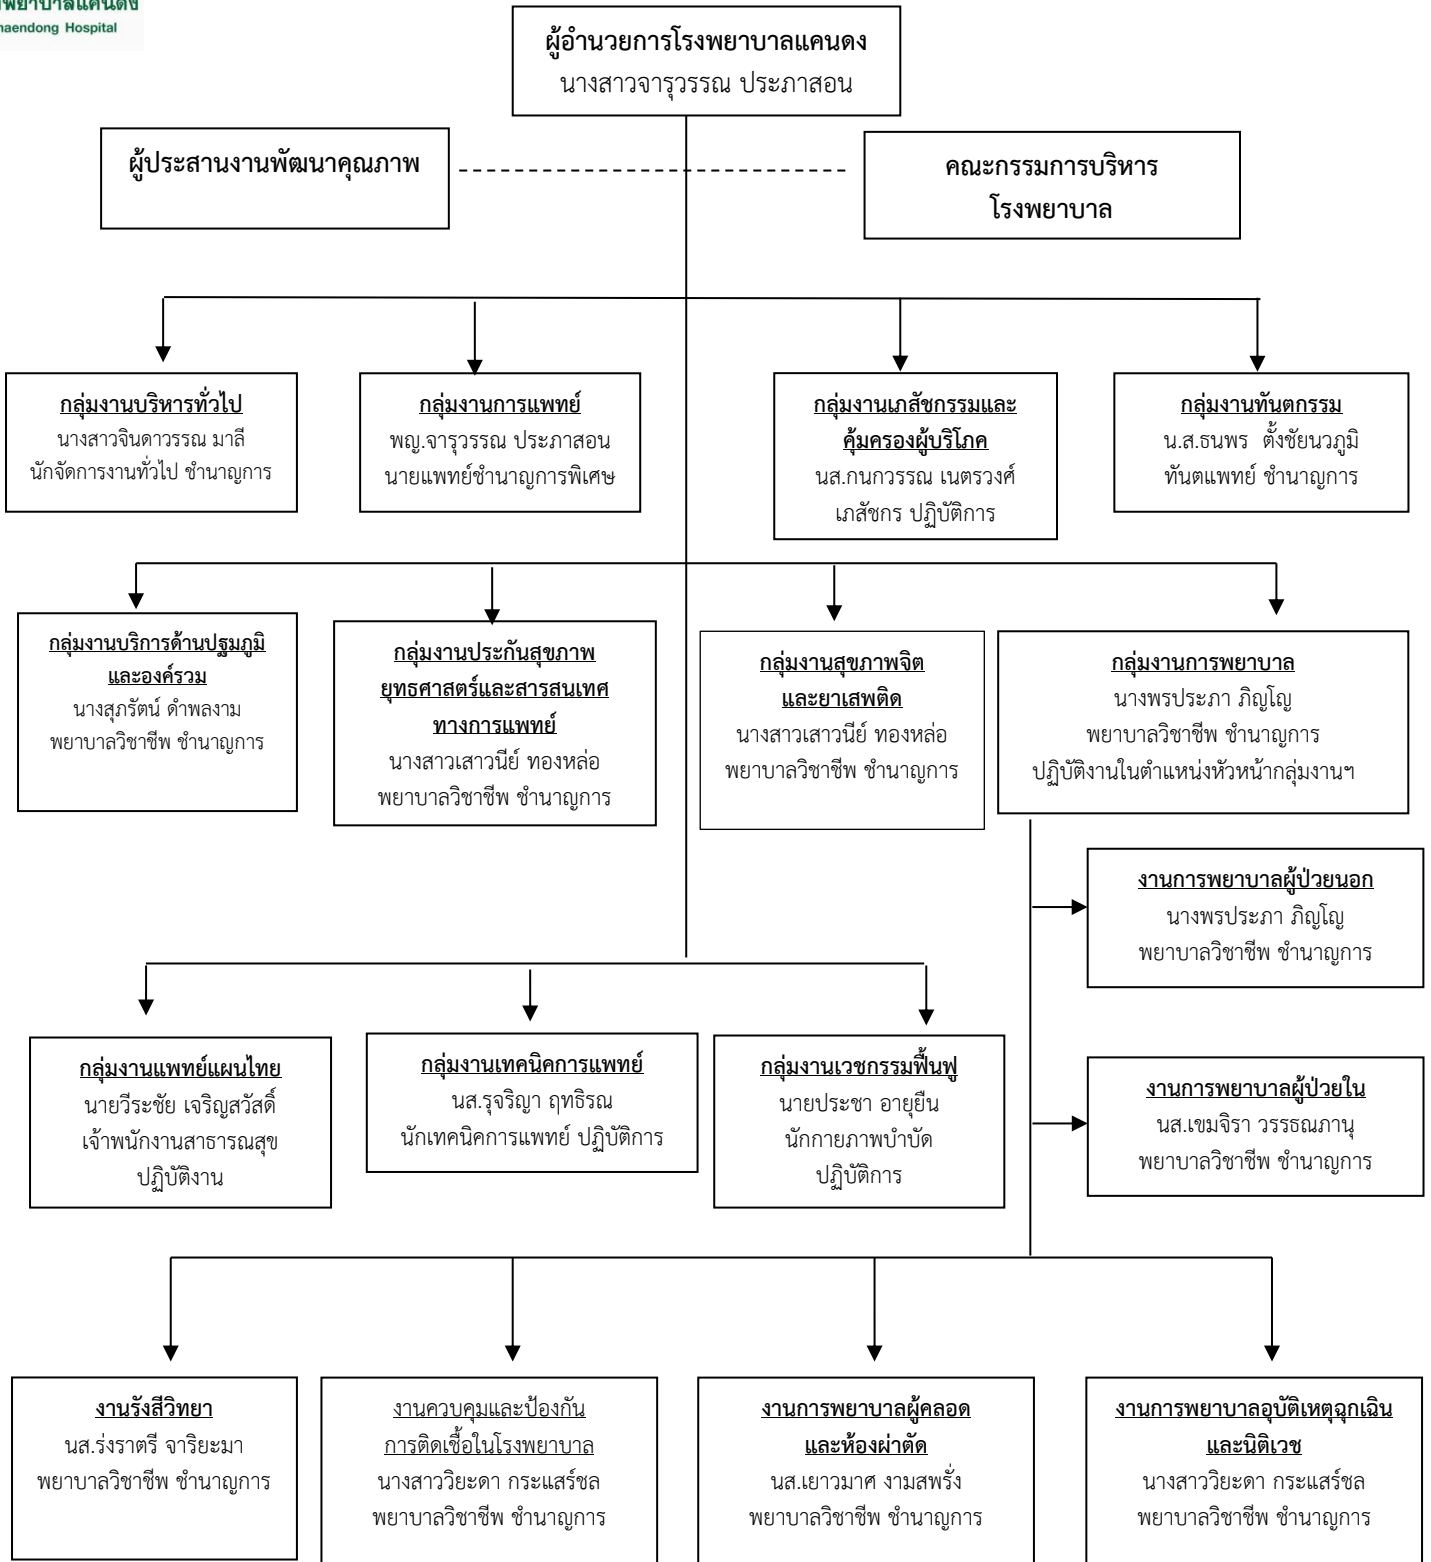 haendong Hospital
ผู้อำนวยการโรงพยาบาลแคนดง
นางสาวจารุวรรณ ประภาสอน
ผู้ประสานงานพัฒนาคุณภาพ
คณะกรรมการบริหาร
โรงพยาบาล
กลุ่มงานบริหารทั่วไป
นางสาวจินดาวรรณ มาลี
นักจัดการงานทั่วไป ชำนาญการ
กลุ่มงานการแพทย์
พญ.จารุวรรณ ประภาสอน
นายแพทย์ชำนาญการพิเศษ
กลุ่มงานเภสัชกรรมและ
คุ้มครองผู้บริโภค
นส.กนกวรรณ เนตรวงศ์
เภสัชกร ปฏิบัติการ
กลุ่มงานทันตกรรม
น.ส.ธนพร ตั้งชัยนวภูมิ
ทันตแพทย์ ชำนาญการ
กลุ่มงานบริการด้านปฐมภูมิ
และองค์รวม
นางสุภรัตน์ ดำพลงาม
พยาบาลวิชาชีพ ชำนาญการ
กลุ่มงานประกันสุขภาพ
ยุทธศาสตร์และสารสนเทศ
ทางการแพทย์
นางสาวเสาวนีย์ ทองหล่อ
พยาบาลวิชาชีพ ชำนาญการ
กลุ่มงานสุขภาพจิต
และยาเสพติด
นางสาวเสาวนีย์ ทองหล่อ
พยาบาลวิชาชีพ ชำนาญการ
กลุ่มงานการพยาบาล
นางพรประภา ภิญโญ
พยาบาลวิชาชีพ ชำนาญการ
ปฏิบัติงานในตำแหน่งหัวหน้ากลุ่มงานฯ
งานการพยาบาลผู้ป่วยนอก
นางพรประภา ภิญโญ
พยาบาลวิชาชีพ ชำนาญการ
กลุ่มงานแพทย์แผนไทย
นายวีระชัย เจริญสวัสดิ์
เจ้าพนักงานสาธารณสุข
ปฏิบัติงาน
กลุ่มงานเทคนิคการแพทย์
นส.รุจริญา ฤทธิรณ
นักเทคนิคการแพทย์ ปฏิบัติการ
กลุ่มงานเวชกรรมฟื้นฟู
นายประชา อายุยืน
นักกายภาพบำบัด
ปฏิบัติการ
งานการพยาบาลผู้ป่วยใน
นส.เขมจิรา วรรธณภานุ
พยาบาลวิชาชีพ ชำนาญการ
งานรังสีวิทยา
นส.ร่งราตรี จาริยะมา
พยาบาลวิชาชีพ ชำนาญการ
งานควบคุมและป้องกัน
การติดเชื้อในโรงพยาบาล
นางสาววิยะดา กระแสร์ชล
พยาบาลวิชาชีพ ชำนาญการ
งานการพยาบาลผู้คลอด
และห้องผ่าตัด
นส.เยาวมาศ งามสพรั่ง
พยาบาลวิชาชีพ ชำนาญการ
งานการพยาบาลอุบัติเหตุฉุกเฉิน
และนิติเวช
นางสาววิยะดา กระแสร์ชล
พยาบาลวิชาชีพ ชำนาญการ